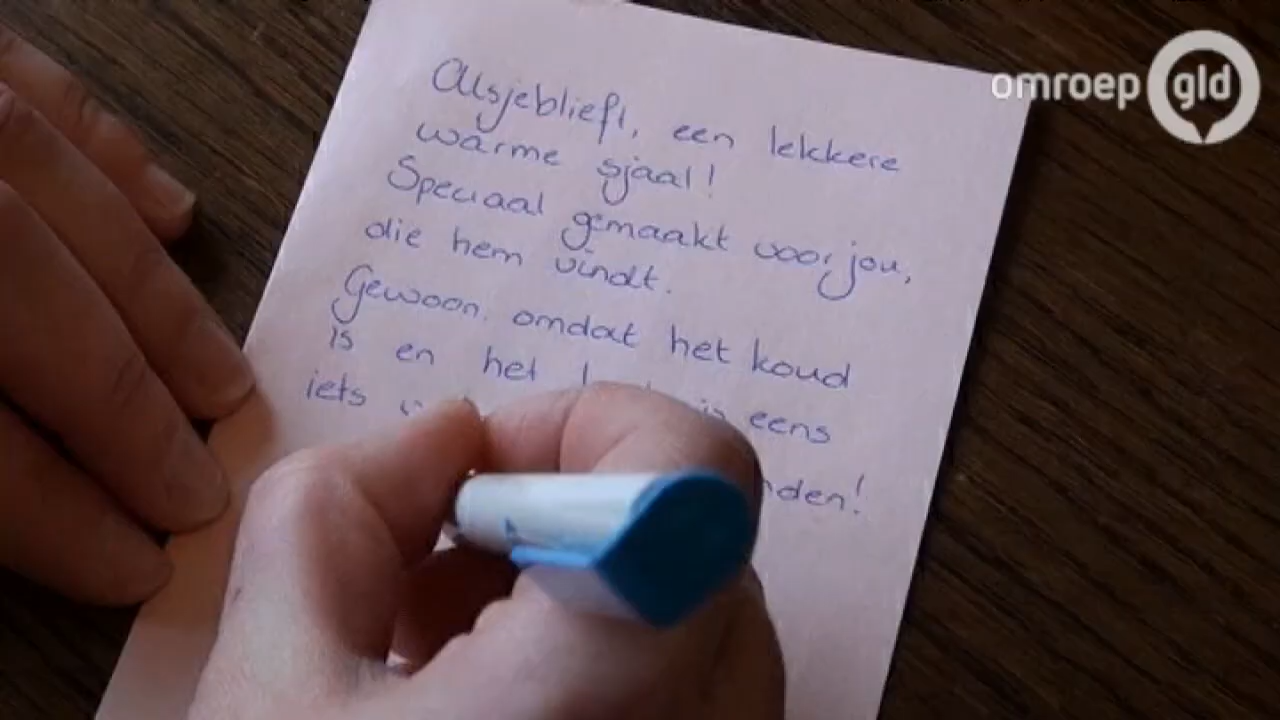 omroep gld
Alsjeblieft, een lekkere
warme sjaal!
Speciaal gemaakt voor jou,
die hem vindt.
Gewoon omdat het koud
is en het eens
iets